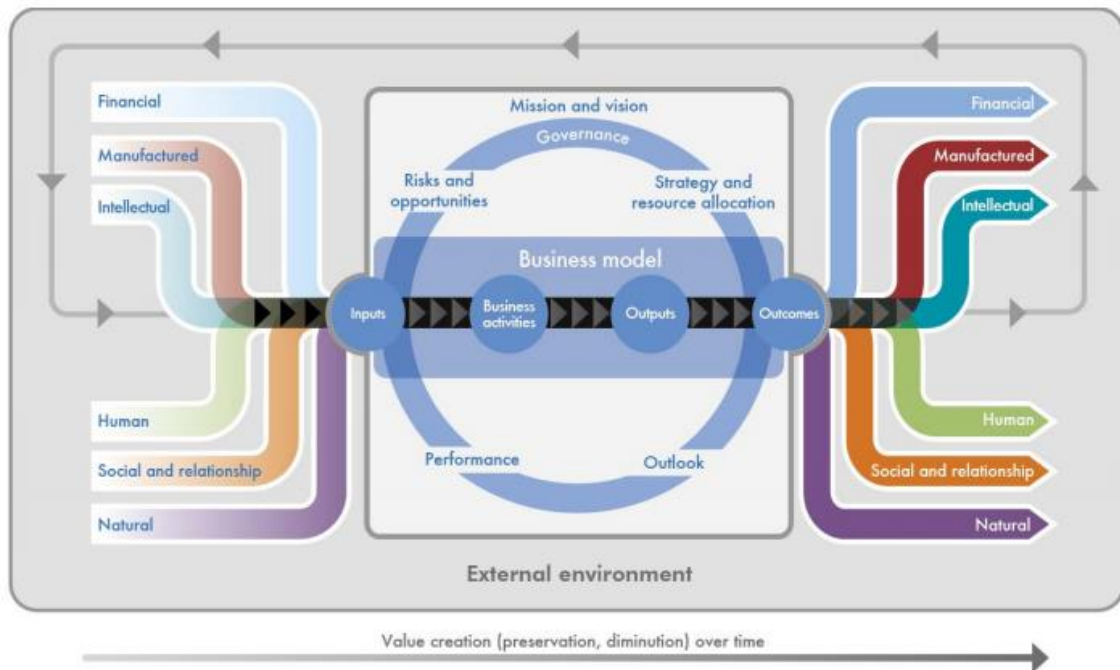 Financial
Manufactured
Intellectual
Human
Social and relationship
Natural
Mission and vision
Governance
Risks and
opportunities
Strategy and
resource allocation
Business model
Inputs
Business
activities
Outputs
Outcomes
Performance
Outlook
Financial
Manufactured
Intellectual
Human
Social and relationship
Natural
External environment
Value creation (preservation, diminution) over time